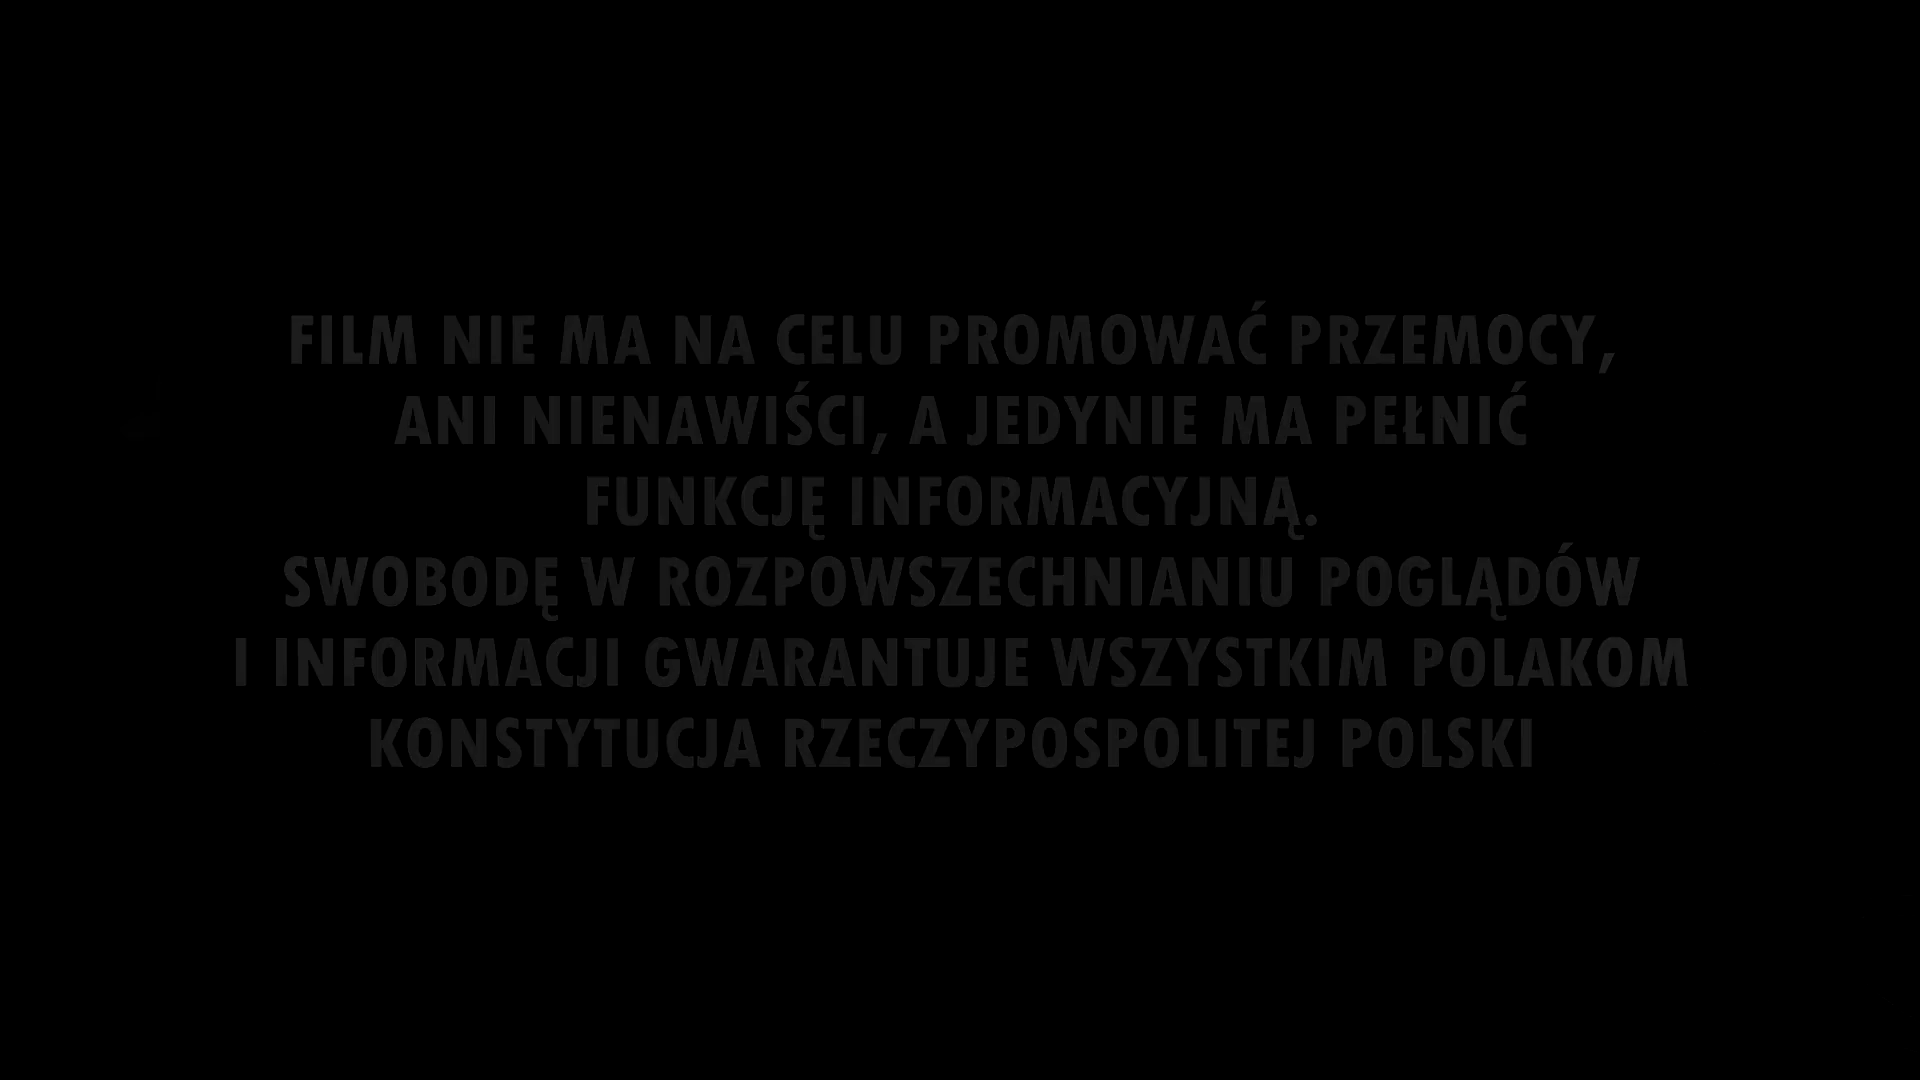 FILM NIE MA NA CELU PROMOWAĆ PRZEMOCY,
ANI NIENAWIŚCI, A JEDYNIE MA PEŁNIĆ
FUNKCJĘ INFORMACYJNĄ.
SWOBODĘ W ROZPOWSZECHNIANIU POGLĄDÓW
I INFORMACJI GWARANTUJE WSZYSTKIM POLAKOM
KONSTYTUCJA RZECZYPOSPOLITEJ POLSKI